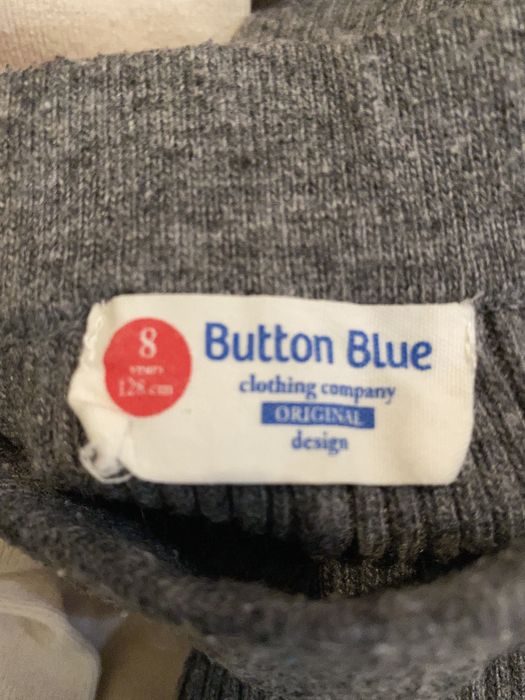 8
years
128 cm
Button Blue
clothing company
ORIGINAL
design